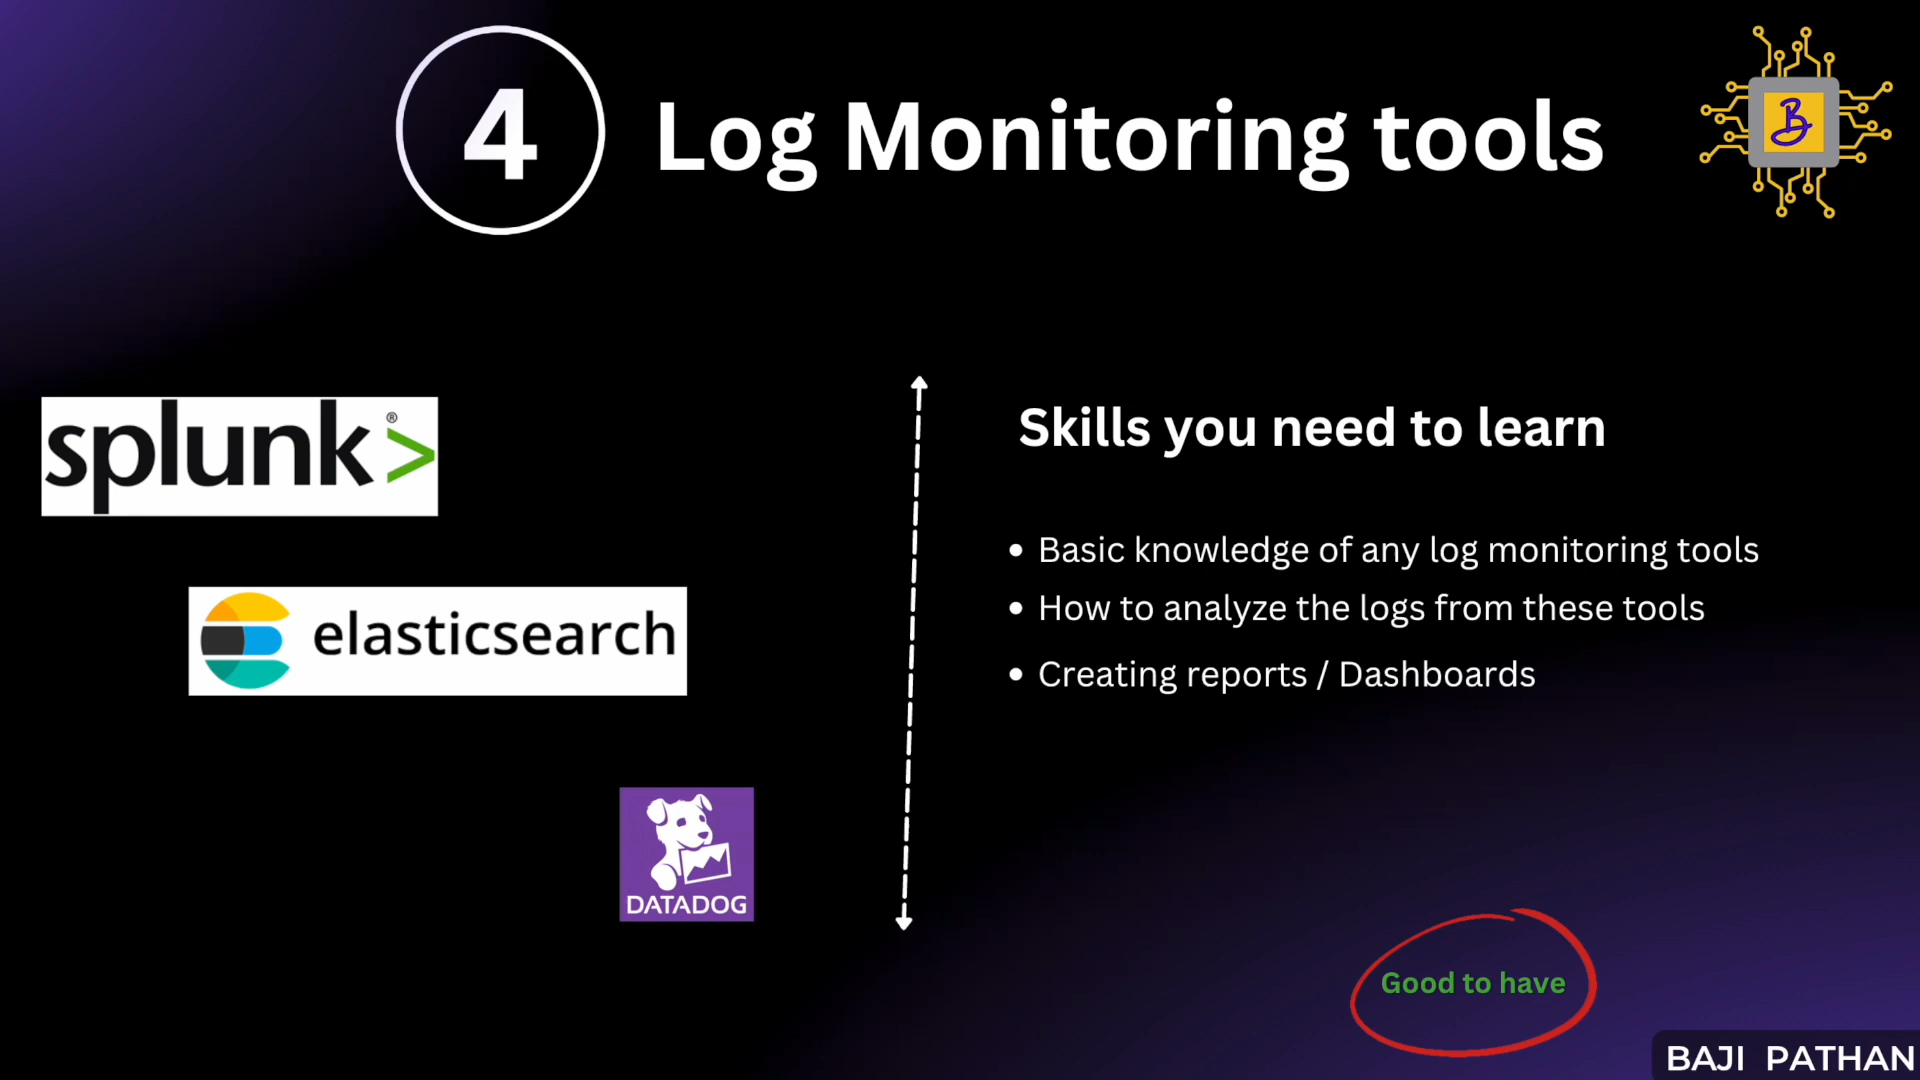 4
Log Monitoring tools
B
splunk>®
elasticsearch
DATADOG
Skills you need to learn
• Basic knowledge of any log monitoring tools
• How to analyze the logs from these tools
• Creating reports / Dashboards
Good to have
BAJI PATHAN